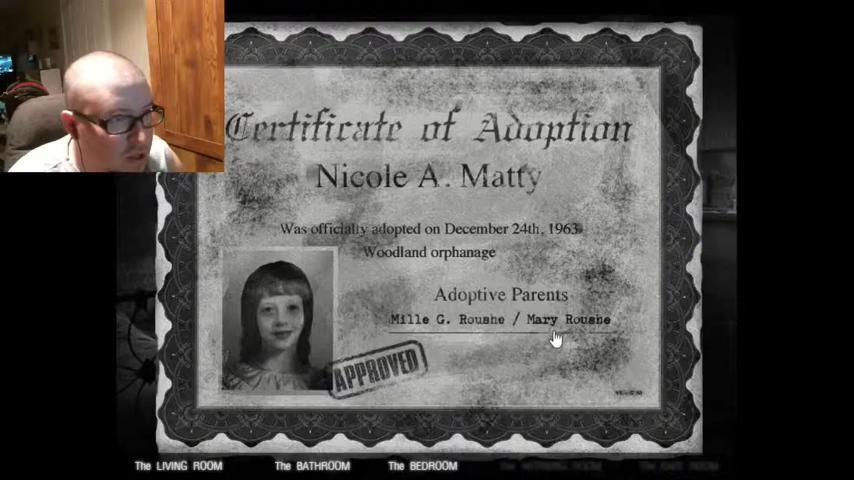 Certificate of Adoption
Nicole A. Matty
Was officially adopted on December 24th, 1963
Woodland orphanage
Adoptive Parents
Mille G. Roushe / Mary Roushe
APPROVED
The LIVING ROOM The BATHROOM The BEDROOM